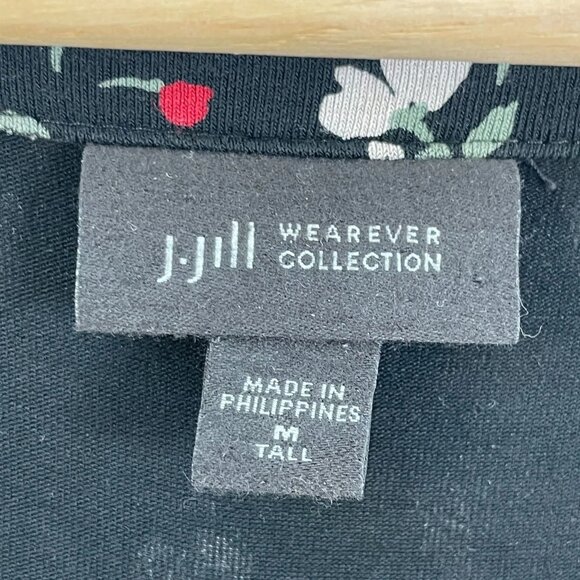 J.Jill WEAREVER
COLLECTION
MADE IN
PHILIPPINES
M
TALL